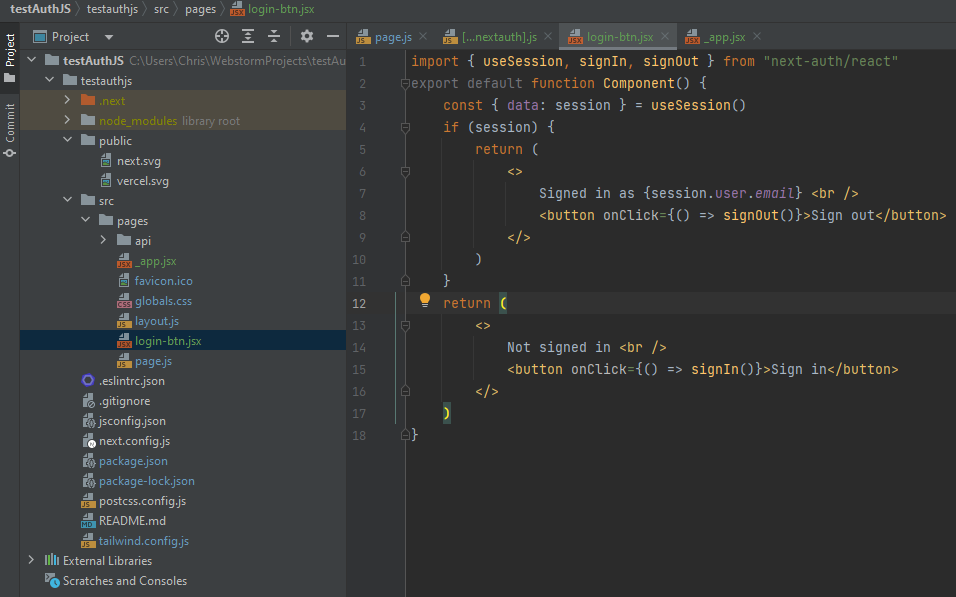 testAuthJS testauthjs src pages login-btn.jsx
Project
Commit
Project
testAuthJS C:\Users\Chris\WebstormProjects\testAu
testauthjs
.next
node_modules library root
public
next.svg
vercel.svg
src
pages
api
_app.jsx
favicon.ico
globals.css
layout.js
login-btn.jsx
page.js
.eslintrc.json
.gitignore
jsconfig.json
next.config.js
package.json
package-lock.json
postcss.config.js
README.md
tailwind.config.js
External Libraries
Scratches and Consoles
page.js [...nextauth].js login-btn.jsx _app.jsx
1 import { useSession, signIn, signOut } from "next-auth/react"
2 export default function Component() {
3 const { data: session } = useSession()
4 if (session) {
5 return (
6 <>
7 Signed in as {session.user.email} <br />
8 <button onClick={() => signOut()}>Sign out</button>
9 </>
10 )
11 }
12 return (
13 <>
14 Not signed in <br />
15 <button onClick={() => signIn()}>Sign in</button>
16 </>
17 )
18 }